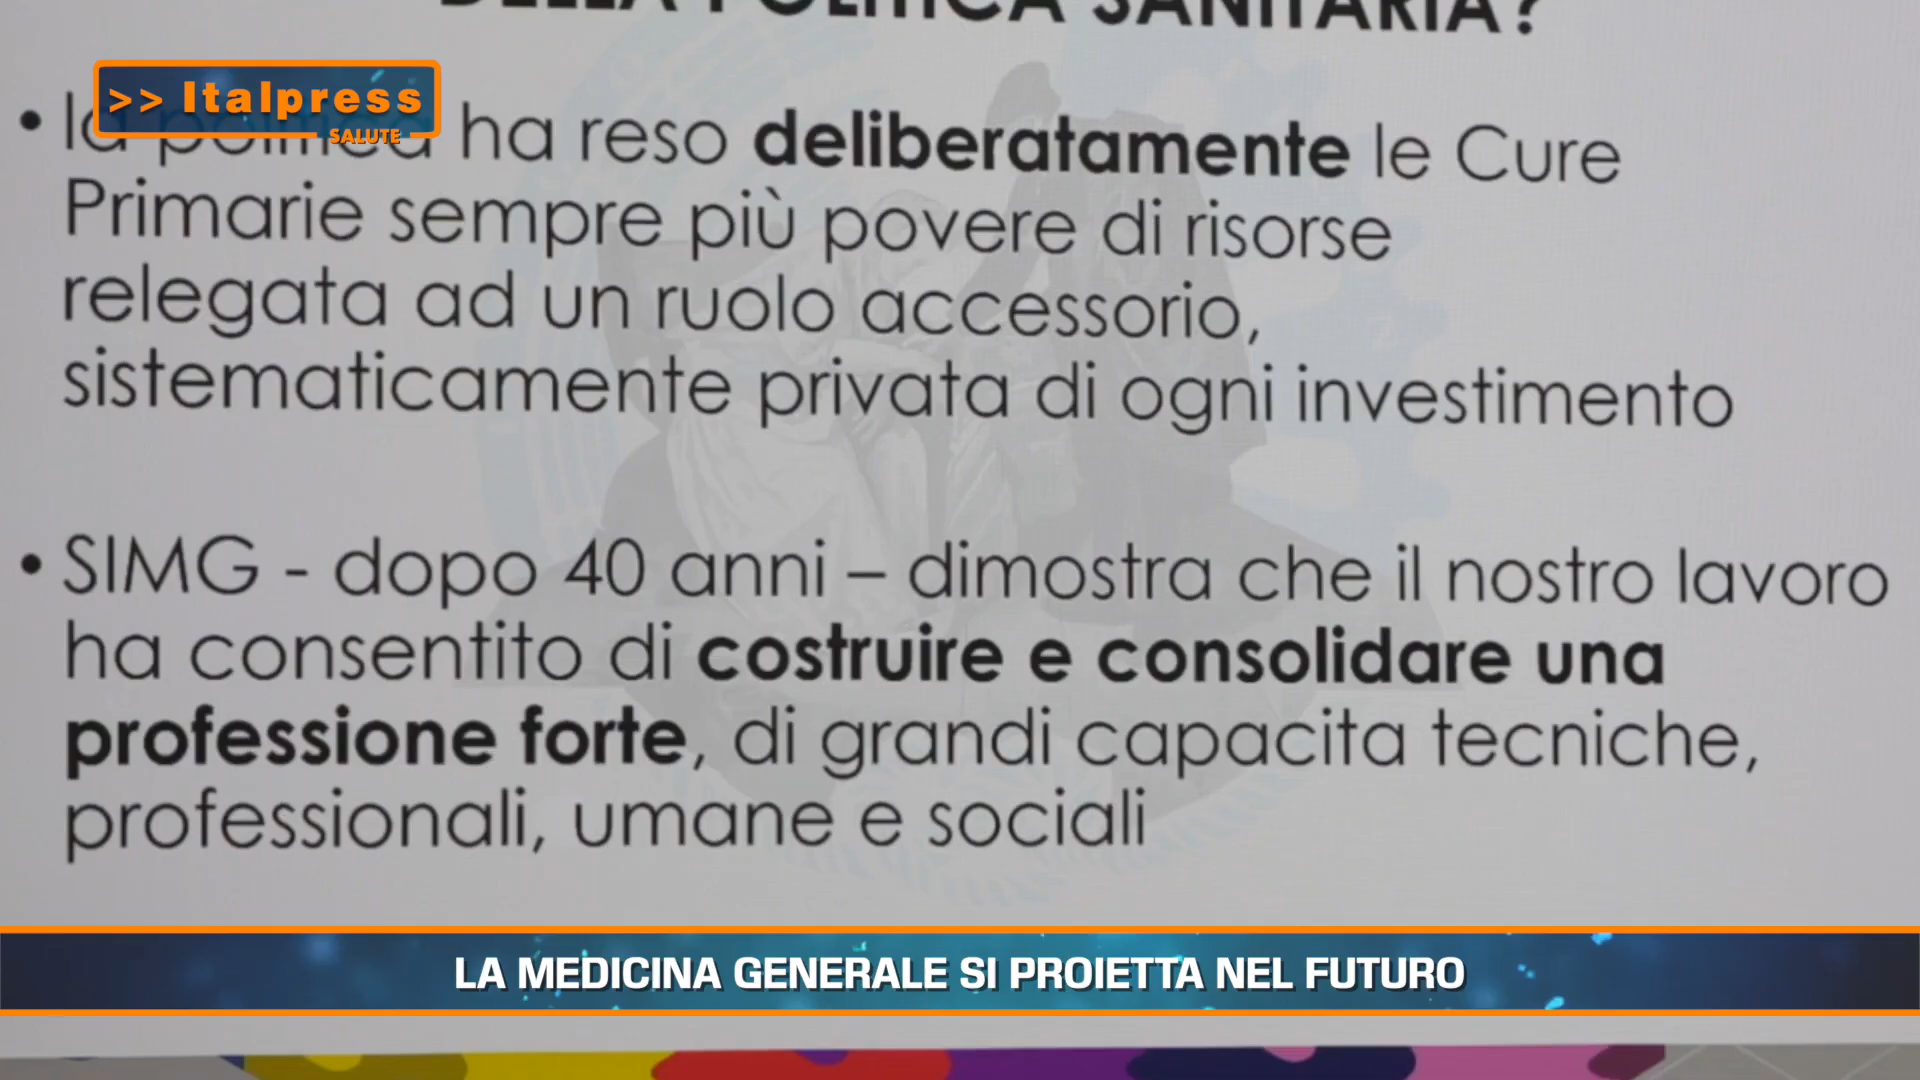 DELLA POLITICA SANITARIA?
>> Italpress
SALUTE
• la politica ha reso deliberatamente le Cure
Primarie sempre più povere di risorse
relegata ad un ruolo accessorio,
sistematicamente privata di ogni investimento
• SIMG - dopo 40 anni – dimostra che il nostro lavoro
ha consentito di costruire e consolidare una
professione forte, di grandi capacita tecniche,
professionali, umane e sociali
LA MEDICINA GENERALE SI PROIETTA NEL FUTURO